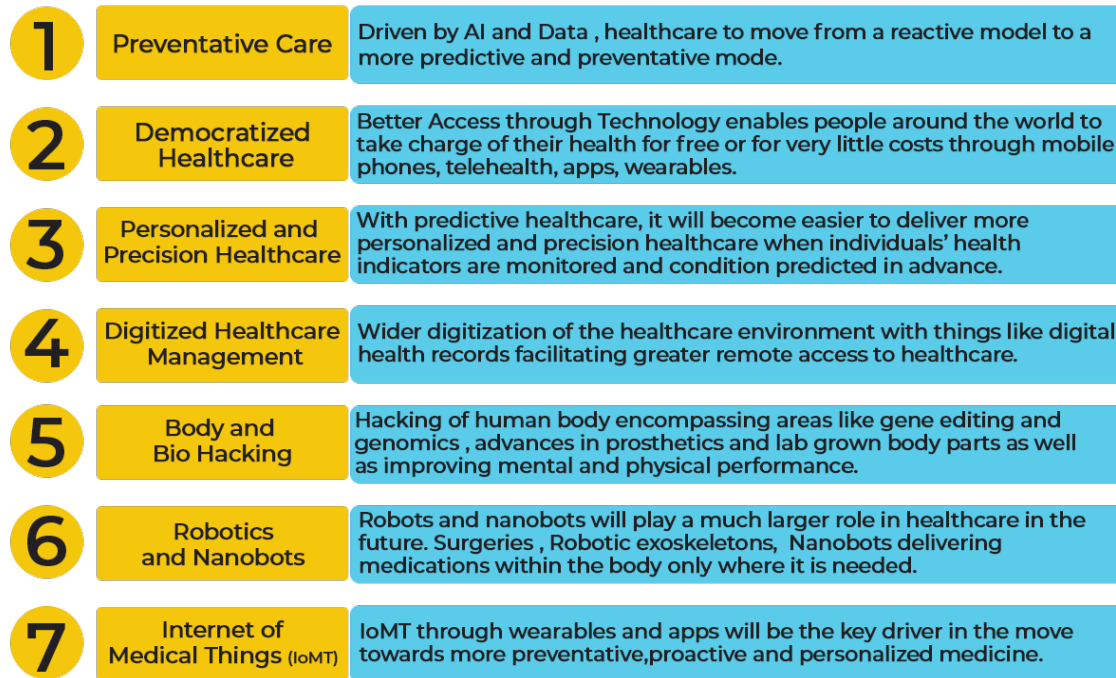 1
Preventative Care
Driven by AI and Data , healthcare to move from a reactive model to a
more predictive and preventative mode.
2
Democratized
Healthcare
Better Access through Technology enables people around the world to
take charge of their health for free or for very little costs through mobile
phones, telehealth, apps, wearables.
3
Personalized and
Precision Healthcare
With predictive healthcare, it will become easier to deliver more
personalized and precision healthcare when individuals' health
indicators are monitored and condition predicted in advance.
4
Digitized Healthcare
Management
Wider digitization of the healthcare environment with things like digital
health records facilitating greater remote access to healthcare.
5
Body and
Bio Hacking
Hacking of human body encompassing areas like gene editing and
genomics , advances in prosthetics and lab grown body parts as well
as improving mental and physical performance.
6
Robotics
and Nanobots
Robots and nanobots will play a much larger role in healthcare in the
future. Surgeries , Robotic exoskeletons, Nanobots delivering
medications within the body only where it is needed.
7
Internet of
Medical Things (IoMT)
IoMT through wearables and apps will be the key driver in the move
towards more preventative,proactive and personalized medicine.